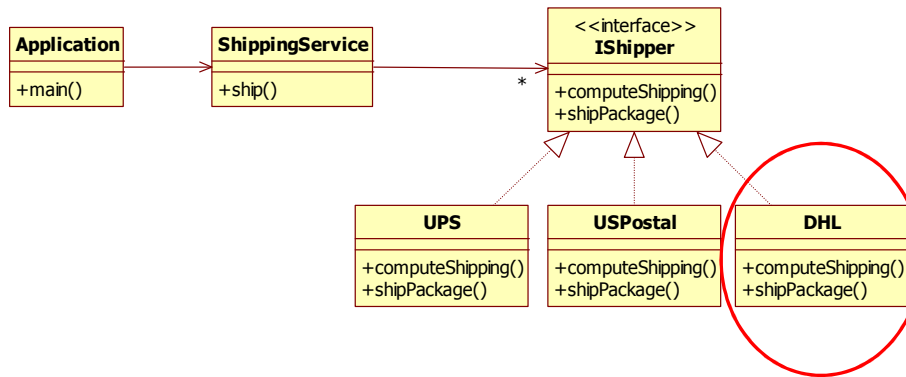 Application
+main()
ShippingService
+ship()
*
<<interface>>
IShipper
+computeShipping()
+shipPackage()
UPS
+computeShipping()
+shipPackage()
USPostal
+computeShipping()
+shipPackage()
DHL
+computeShipping()
+shipPackage()